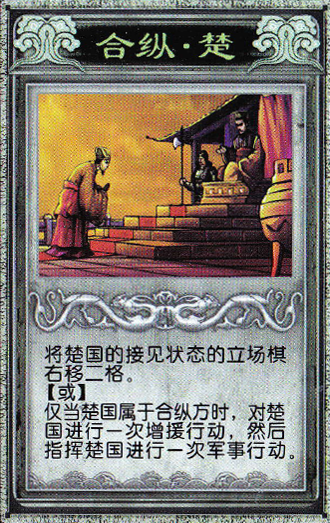 合纵·楚
将楚国的接见状态的立场棋
右移二格。
【或】
仅当楚国属于合纵方时，对楚
国进行一次增援行动，然后
指挥楚国进行一次军事行动。